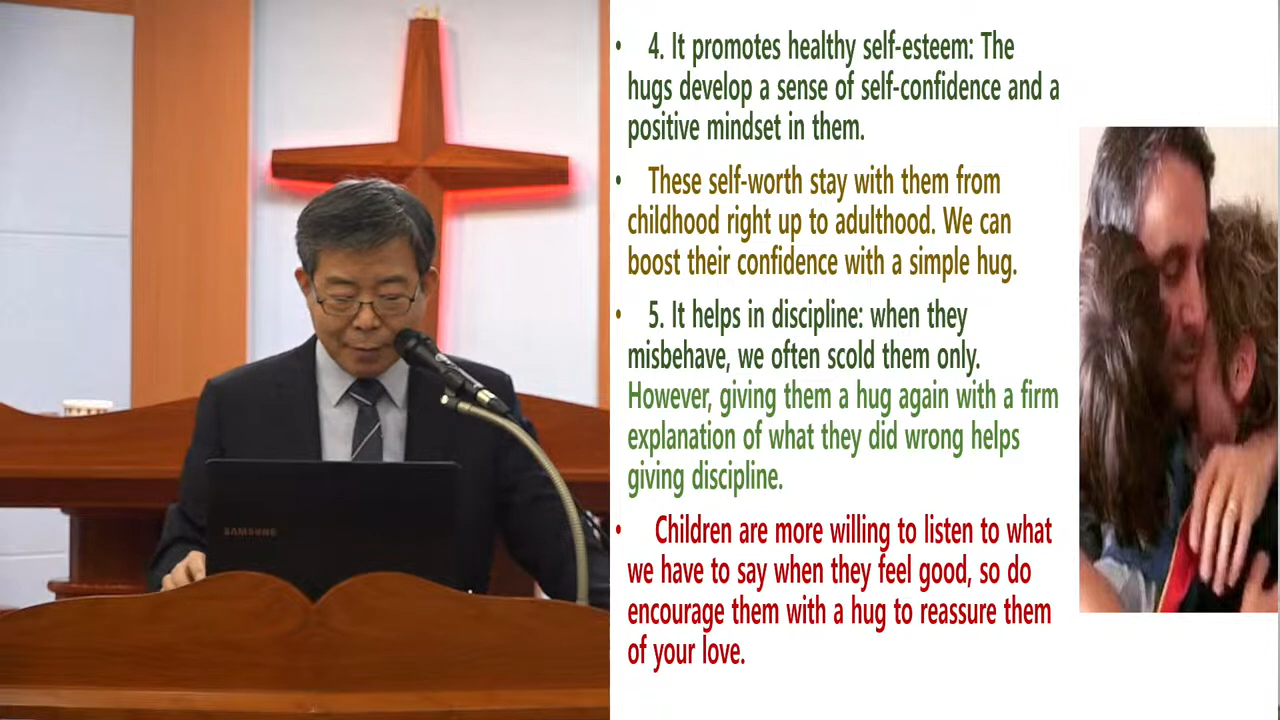 SAMSUNG
• 4. It promotes healthy self-esteem: The
hugs develop a sense of self-confidence and a
positive mindset in them.
• These self-worth stay with them from
childhood right up to adulthood. We can
boost their confidence with a simple hug.
• 5. It helps in discipline: when they
misbehave, we often scold them only.
However, giving them a hug again with a firm
explanation of what they did wrong helps
giving discipline.
• Children are more willing to listen to what
we have to say when they feel good, so do
encourage them with a hug to reassure them
of your love.